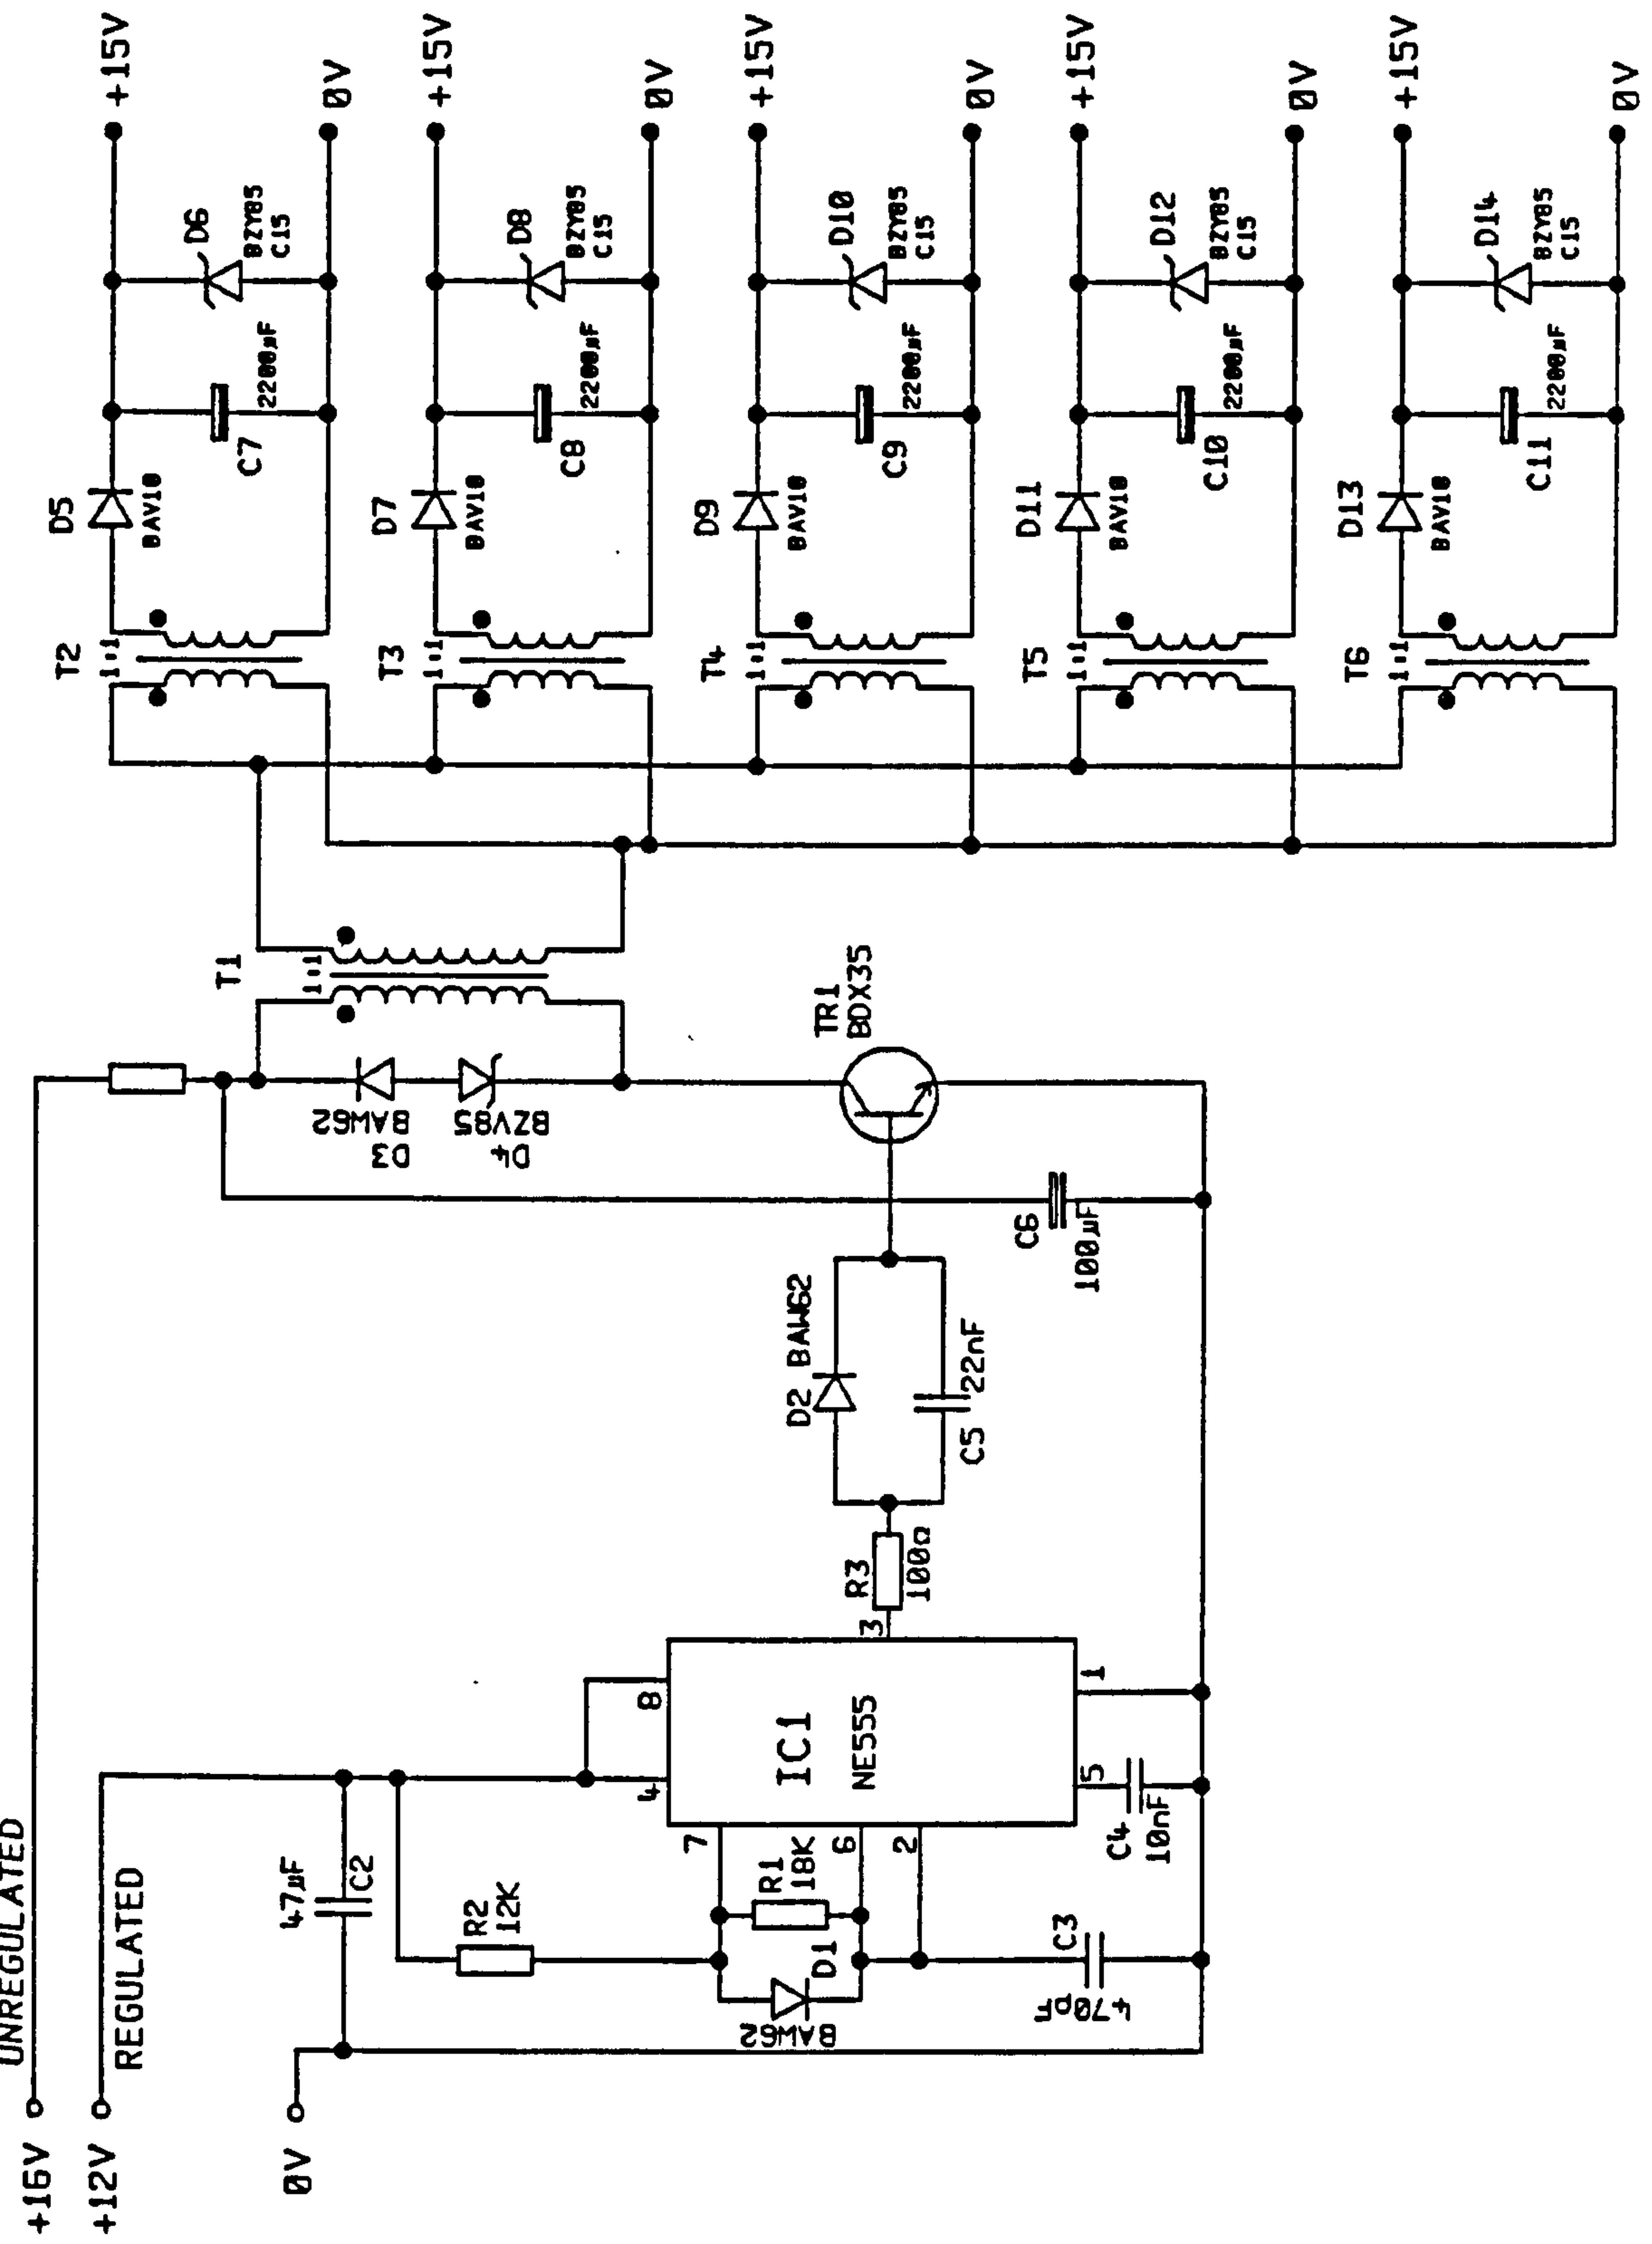 +16V
UNREGULATED
+12V
REGULATED
0V
47µF
C2
R2
12K
BAW62
D1
R1
18K
470pF
C3
7
6
2
4
8
IC1
NE555
5
1
3
C4
10nF
R3
100Ω
D2 BAW62
C5
22nF
C6
100µF
TR1
BDX35
D3
BAW62
D4
BZV85
T1
1:1
T2
1:1
D5
BAV10
C7
2200µF
D6
BZY85
C15
+15V
0V
T3
1:1
D7
BAV10
C8
2200µF
D8
BZY85
C15
+15V
0V
T4
1:1
D9
BAV10
C9
2200µF
D10
BZY85
C15
+15V
0V
T5
1:1
D11
BAV10
C10
2200µF
D12
BZY85
C15
+15V
0V
T6
1:1
D13
BAV10
C11
2200µF
D14
BZY85
C15
+15V
0V